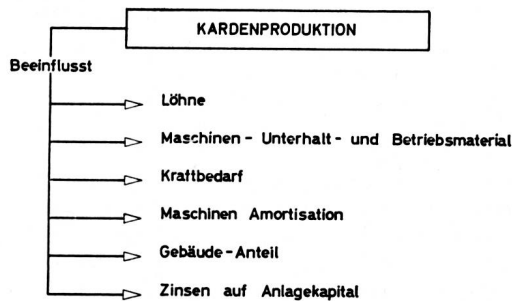 KARDENPRODUKTION
Beeinflusst
Löhne
Maschinen - Unterhalt - und Betriebsmaterial
Kraftbedarf
Maschinen Amortisation
Gebäude - Anteil
Zinsen auf Anlagekapital